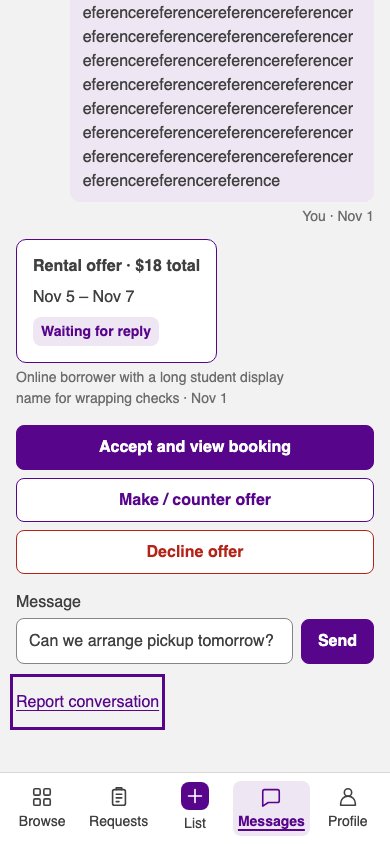 eferencereferencereferencereferencer
eferencereferencereferencereferencer
eferencereferencereferencereferencer
eferencereferencereferencereferencer
eferencereferencereferencereferencer
eferencereferencereferencereferencer
eferencereferencereferencereferencer
eferencereferencereference
You · Nov 1
Rental offer · $18 total
Nov 5 – Nov 7
Waiting for reply
Online borrower with a long student display
name for wrapping checks · Nov 1
Accept and view booking
Make / counter offer
Decline offer
Message
Can we arrange pickup tomorrow?
Send
Report conversation
Browse
Requests
List
Messages
Profile